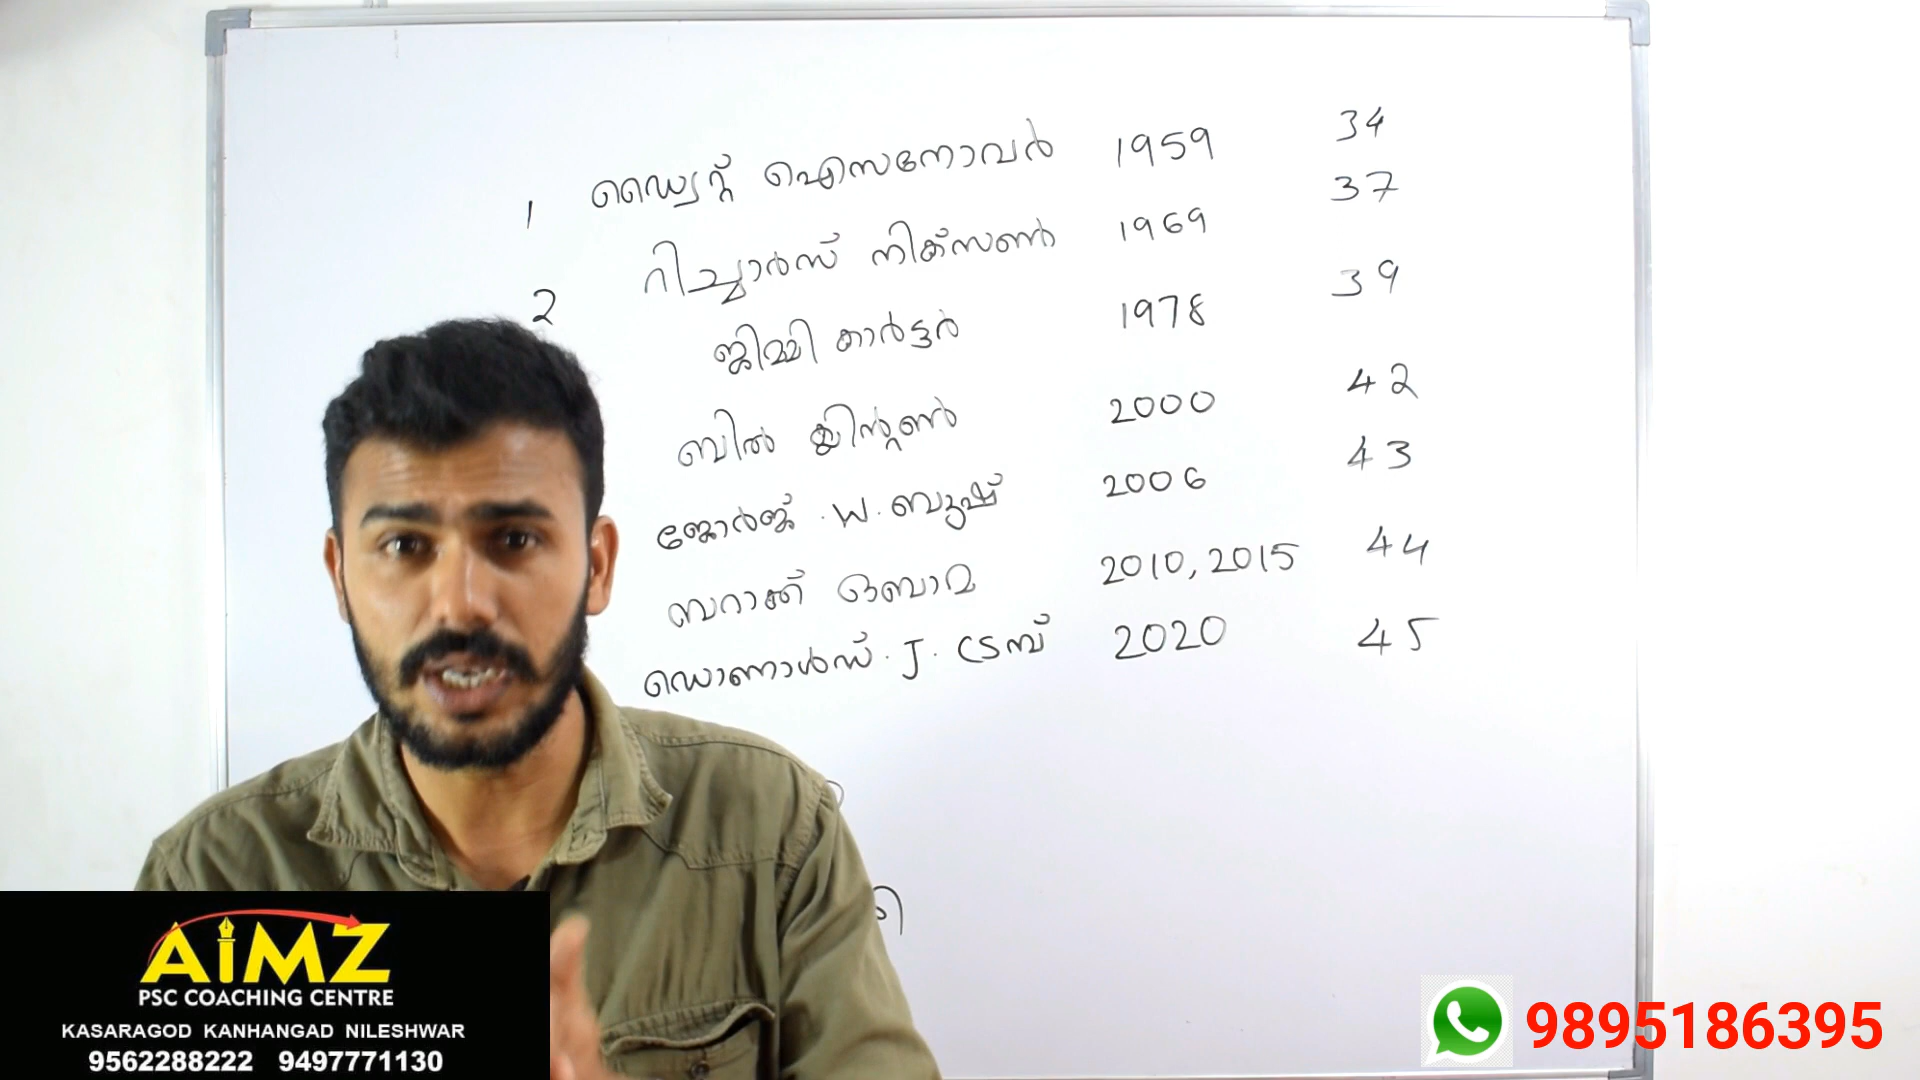 1 ഡ്വൈറ്റ് ഐസനോവർ 1959 34
2 റിച്ചാർഡ് നിക്സൺ 1969 37
ജിമ്മി കാർട്ടർ 1978 39
ബിൽ ക്ലിന്റൺ 2000 42
ജോർജ് .W. ബുഷ് 2006 43
ബറാക്ക് ഒബാമ 2010, 2015 44
ഡൊണാൾഡ്. J. ട്രമ്പ് 2020 45
AiMZ
PSC COACHING CENTRE
KASARAGOD KANHANGAD NILESHWAR
9562288222 9497771130
9895186395